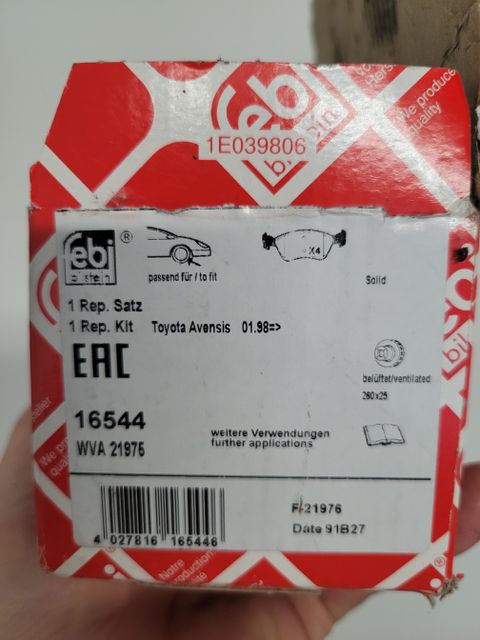 febi
bilstein
We produce
quality
1E039806
febi®
bilstein
passend für / to fit
X4
Solid
1 Rep. Satz
1 Rep. Kit Toyota Avensis 01.98=>
EAC
belüftet/ventilated
260x25
16544
WVA 21976
weitere Verwendungen
further applications
F-21976
Date 91B27
4 027816 165446